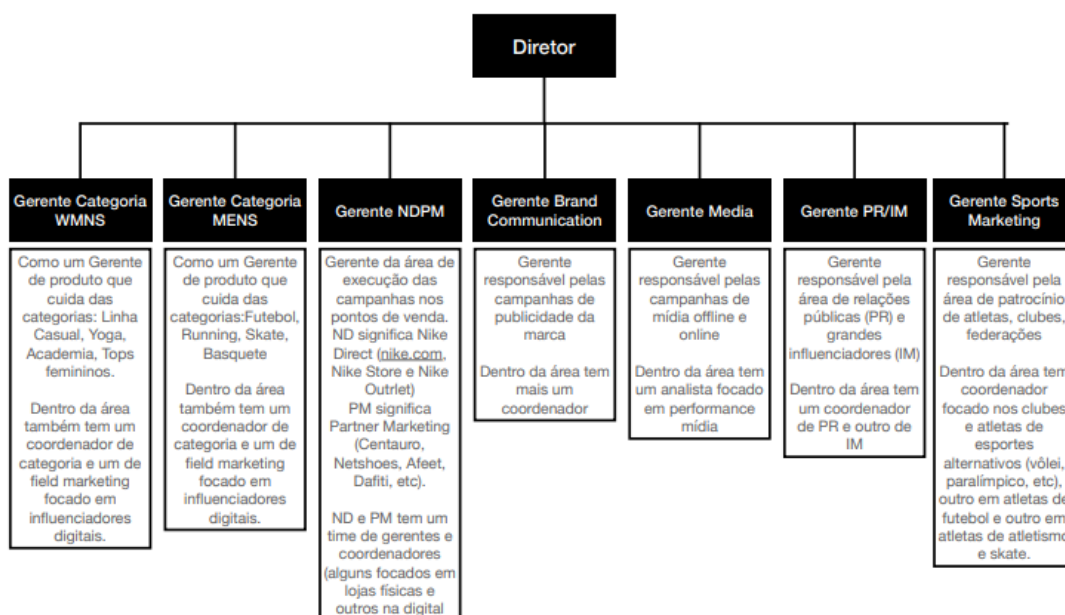 Diretor
Gerente Categoria
WMNS
Como um Gerente
de produto que
cuida das
categorias: Linha
Casual, Yoga,
Academia, Tops
femininos.
Dentro da área
também tem um
coordenador de
categoria e um de
field marketing
focado em
influenciadores
digitais.
Gerente Categoria
MENS
Como um Gerente
de produto que
cuida das
categorias:Futebol,
Running, Skate,
Basquete
Dentro da área
também tem um
coordenador de
categoria e um de
field marketing
focado em
influenciadores
digitais.
Gerente NDPM
Gerente da área de
execução das
campanhas nos
pontos de venda.
ND significa Nike
Direct (nike.com,
Nike Store e Nike
Outrlet)
PM significa
Partner Marketing
(Centauro,
Netshoes, Afeet,
Dafiti, etc).
ND e PM tem um
time de gerentes e
coordenadores
(alguns focados em
lojas físicas e
outros na digital
Gerente Brand
Communication
Gerente
responsável pelas
campanhas de
publicidade da
marca
Dentro da área tem
mais um
coordenador
Gerente Media
Gerente
responsável pelas
campanhas de
mídia offline e
online
Dentro da área tem
um analista focado
em performance
mídia
Gerente PR/IM
Gerente
responsável pela
área de relações
públicas (PR) e
grandes
influenciadores (IM)
Dentro da área tem
um coordenador
de PR e outro de
IM
Gerente Sports
Marketing
Gerente
responsável pela
área de patrocínio
de atletas, clubes,
federações
Dentro da área tem
coordenador
focado nos clubes
e atletas de
esportes
alternativos (vôlei,
paralímpico, etc),
outro em atletas de
futebol e outro em
atletas de atletismo
e skate.